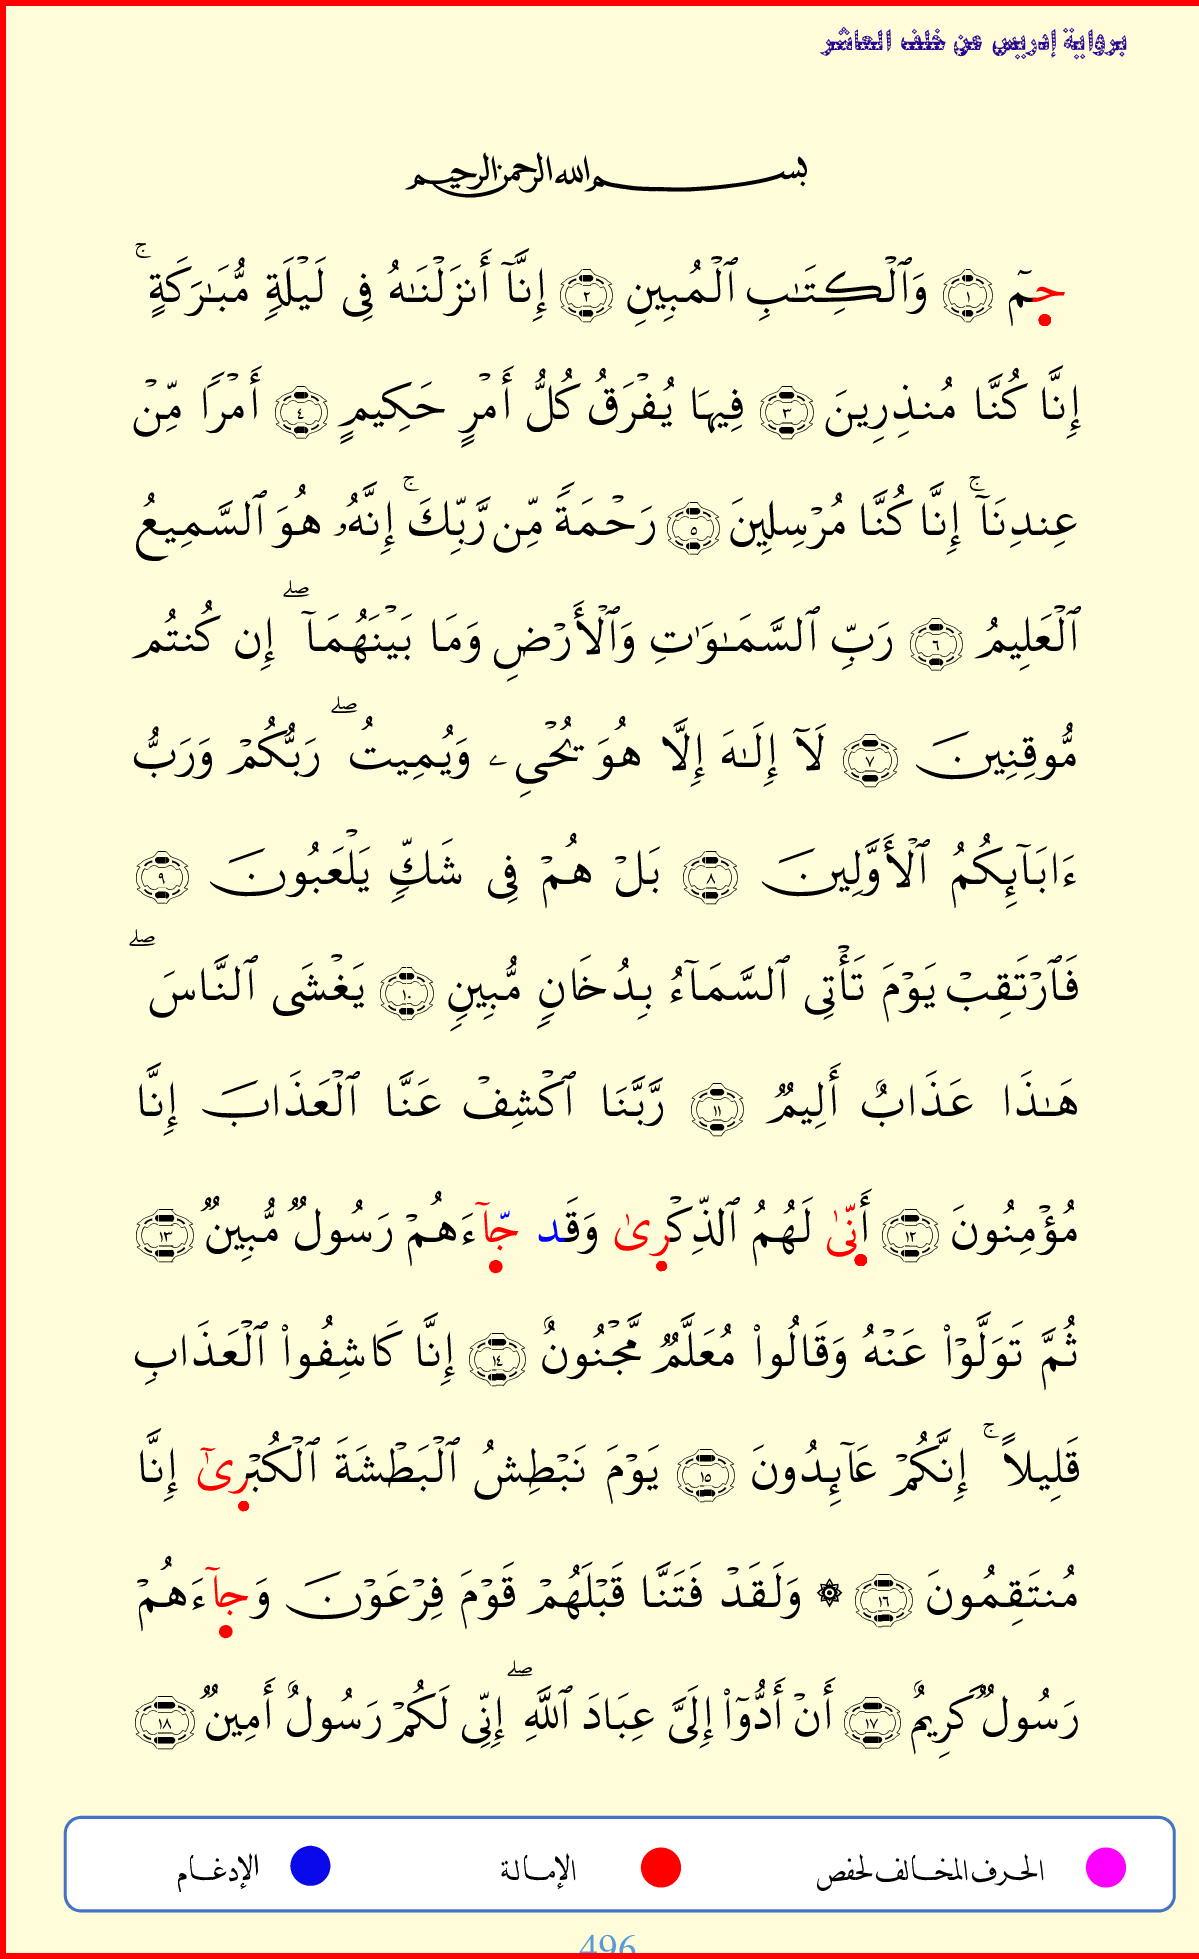 برواية إدريس عن خلف العاشر
بسم الله الرحمن الرحيم
حمٓ ١ وَٱلْكِتَـٰبِ ٱلْمُبِينِ ٢ إِنَّآ أَنزَلْنَـٰهُ فِى لَيْلَةٍ مُّبَـٰرَكَةٍ ۚ
إِنَّا كُنَّا مُنذِرِينَ ٣ فِيهَا يُفْرَقُ كُلُّ أَمْرٍ حَكِيمٍ ٤ أَمْرًا مِّنْ
عِندِنَآ ۚ إِنَّا كُنَّا مُرْسِلِينَ ٥ رَحْمَةً مِّن رَّبِّكَ ۚ إِنَّهُۥ هُوَ ٱلسَّمِيعُ
ٱلْعَلِيمُ ٦ رَبِّ ٱلسَّمَـٰوَٰتِ وَٱلْأَرْضِ وَمَا بَيْنَهُمَآ ۖ إِن كُنتُم
مُّوقِنِينَ ٧ لَآ إِلَـٰهَ إِلَّا هُوَ يُحْىِۦ وَيُمِيتُ ۖ رَبُّكُمْ وَرَبُّ
ءَابَآئِكُمُ ٱلْأَوَّلِينَ ٨ بَلْ هُمْ فِى شَكٍّ يَلْعَبُونَ ٩
فَٱرْتَقِبْ يَوْمَ تَأْتِى ٱلسَّمَآءُ بِدُخَانٍ مُّبِينٍ ١٠ يَغْشَى ٱلنَّاسَ ۖ
هَـٰذَا عَذَابٌ أَلِيمٌ ١١ رَّبَّنَا ٱكْشِفْ عَنَّا ٱلْعَذَابَ إِنَّا
مُؤْمِنُونَ ١٢ أَنَّىٰ لَهُمُ ٱلذِّكْرِىٰ وَقَد جَّآءَهُمْ رَسُولٌ مُّبِينٌ ١٣
ثُمَّ تَوَلَّوْا۟ عَنْهُ وَقَالُوا۟ مُعَلَّمٌ مَّجْنُونٌ ١٤ إِنَّا كَاشِفُوا۟ ٱلْعَذَابِ
قَلِيلًا ۚ إِنَّكُمْ عَآئِدُونَ ١٥ يَوْمَ نَبْطِشُ ٱلْبَطْشَةَ ٱلْكُبْرِىٰٓ إِنَّا
مُنتَقِمُونَ ١٦ ۞ وَلَقَدْ فَتَنَّا قَبْلَهُمْ قَوْمَ فِرْعَوْنَ وَجآءَهُمْ
رَسُولٌ كَرِيمٌ ١٧ أَنْ أَدُّوٓا۟ إِلَىَّ عِبَادَ ٱللَّهِ ۖ إِنِّى لَكُمْ رَسُولٌ أَمِينٌ ١٨
الحرف المخالف لحفص الإمالة الإدغام
496